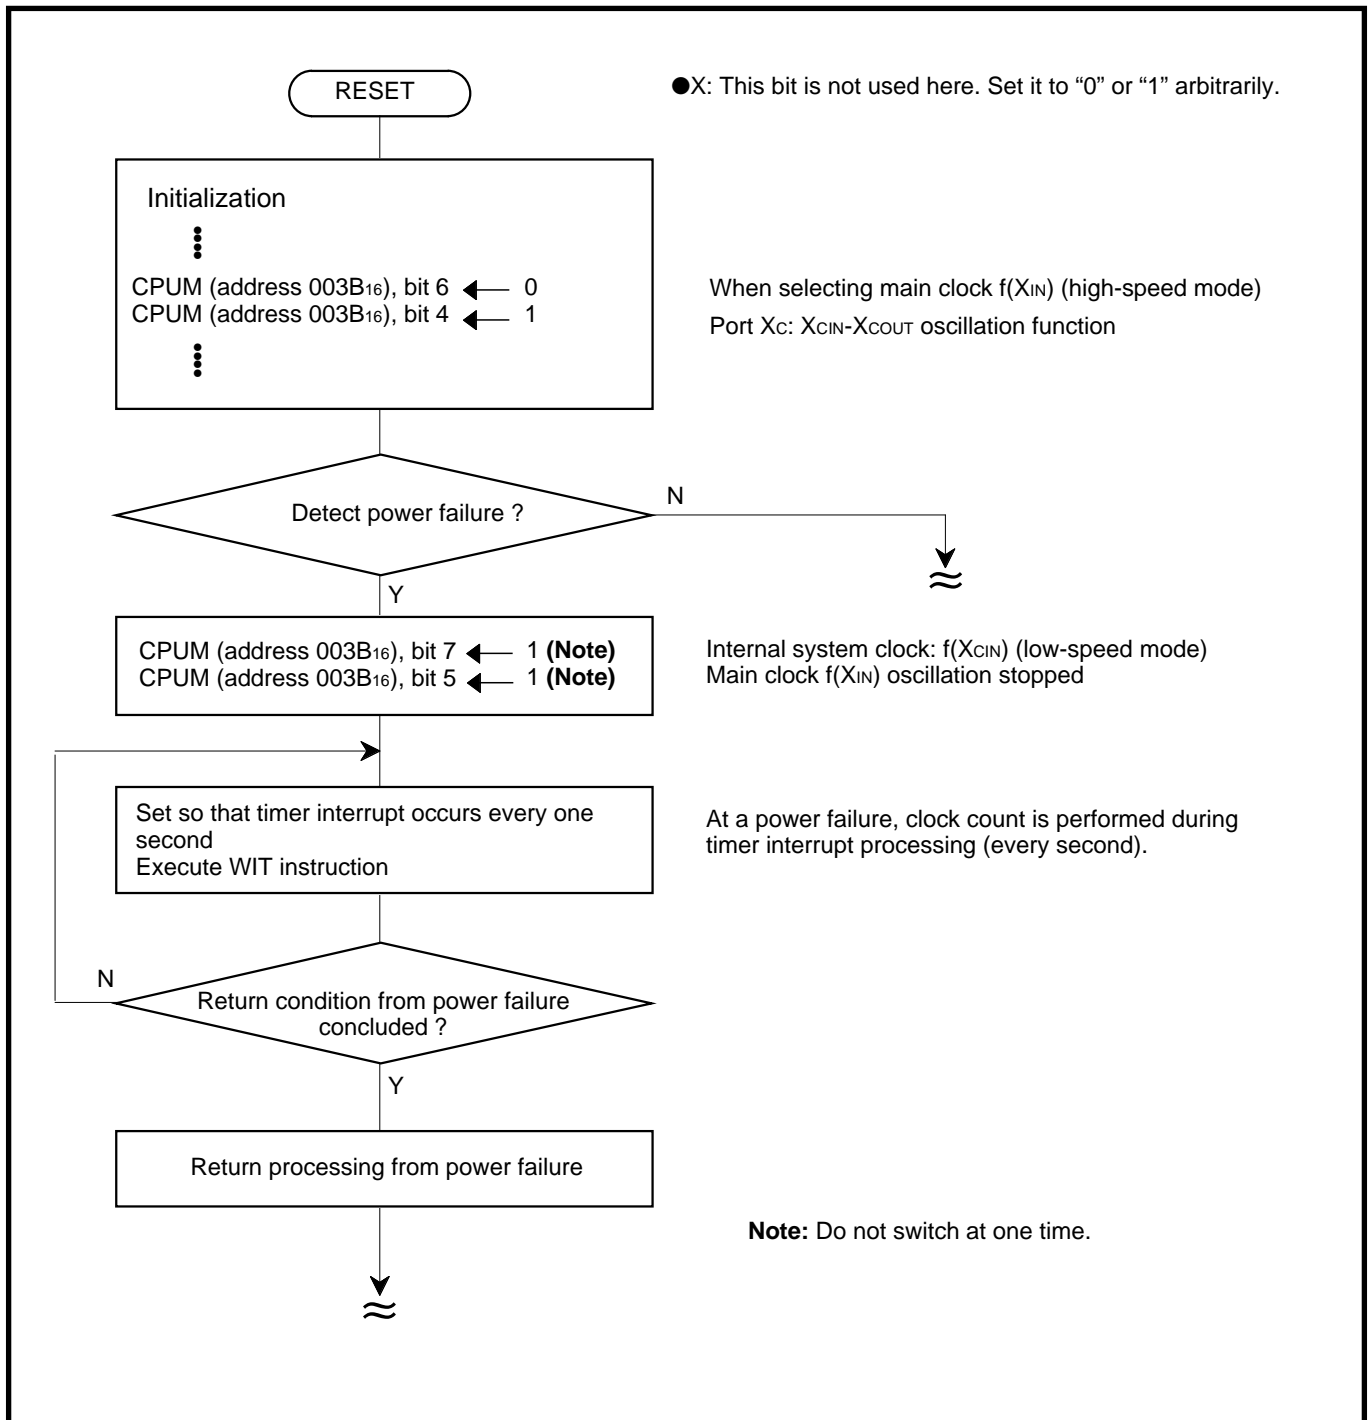 RESET
●X: This bit is not used here. Set it to “0” or “1” arbitrarily.
Initialization
CPUM (address 003B16), bit 6 ← 0
CPUM (address 003B16), bit 4 ← 1
When selecting main clock f(XIN) (high-speed mode)
Port XC: XCIN-XCOUT oscillation function
Detect power failure ?
N
Y
CPUM (address 003B16), bit 7 ← 1 (Note)
CPUM (address 003B16), bit 5 ← 1 (Note)
Internal system clock: f(XCIN) (low-speed mode)
Main clock f(XIN) oscillation stopped
Set so that timer interrupt occurs every one
second
Execute WIT instruction
At a power failure, clock count is performed during
timer interrupt processing (every second).
N
Return condition from power failure
concluded ?
Y
Return processing from power failure
Note: Do not switch at one time.